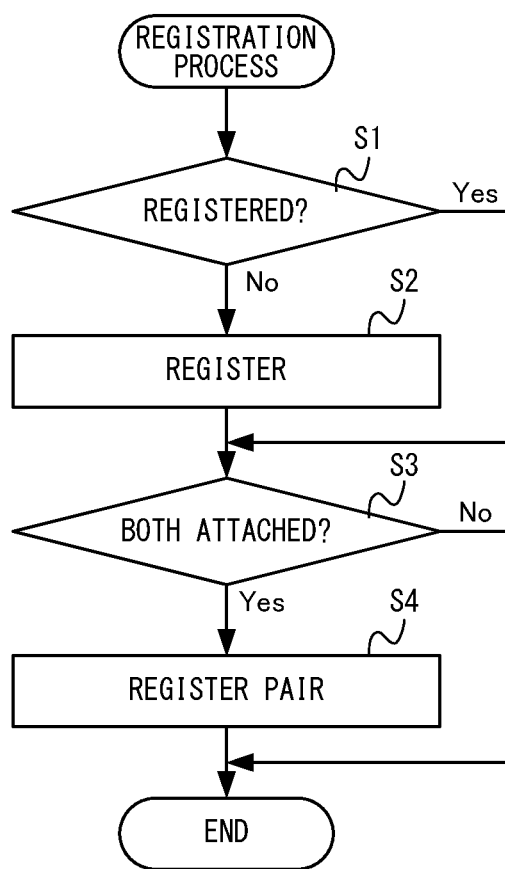 REGISTRATION
PROCESS
S1
REGISTERED?
Yes
No
S2
REGISTER
S3
BOTH ATTACHED?
No
Yes
S4
REGISTER PAIR
END